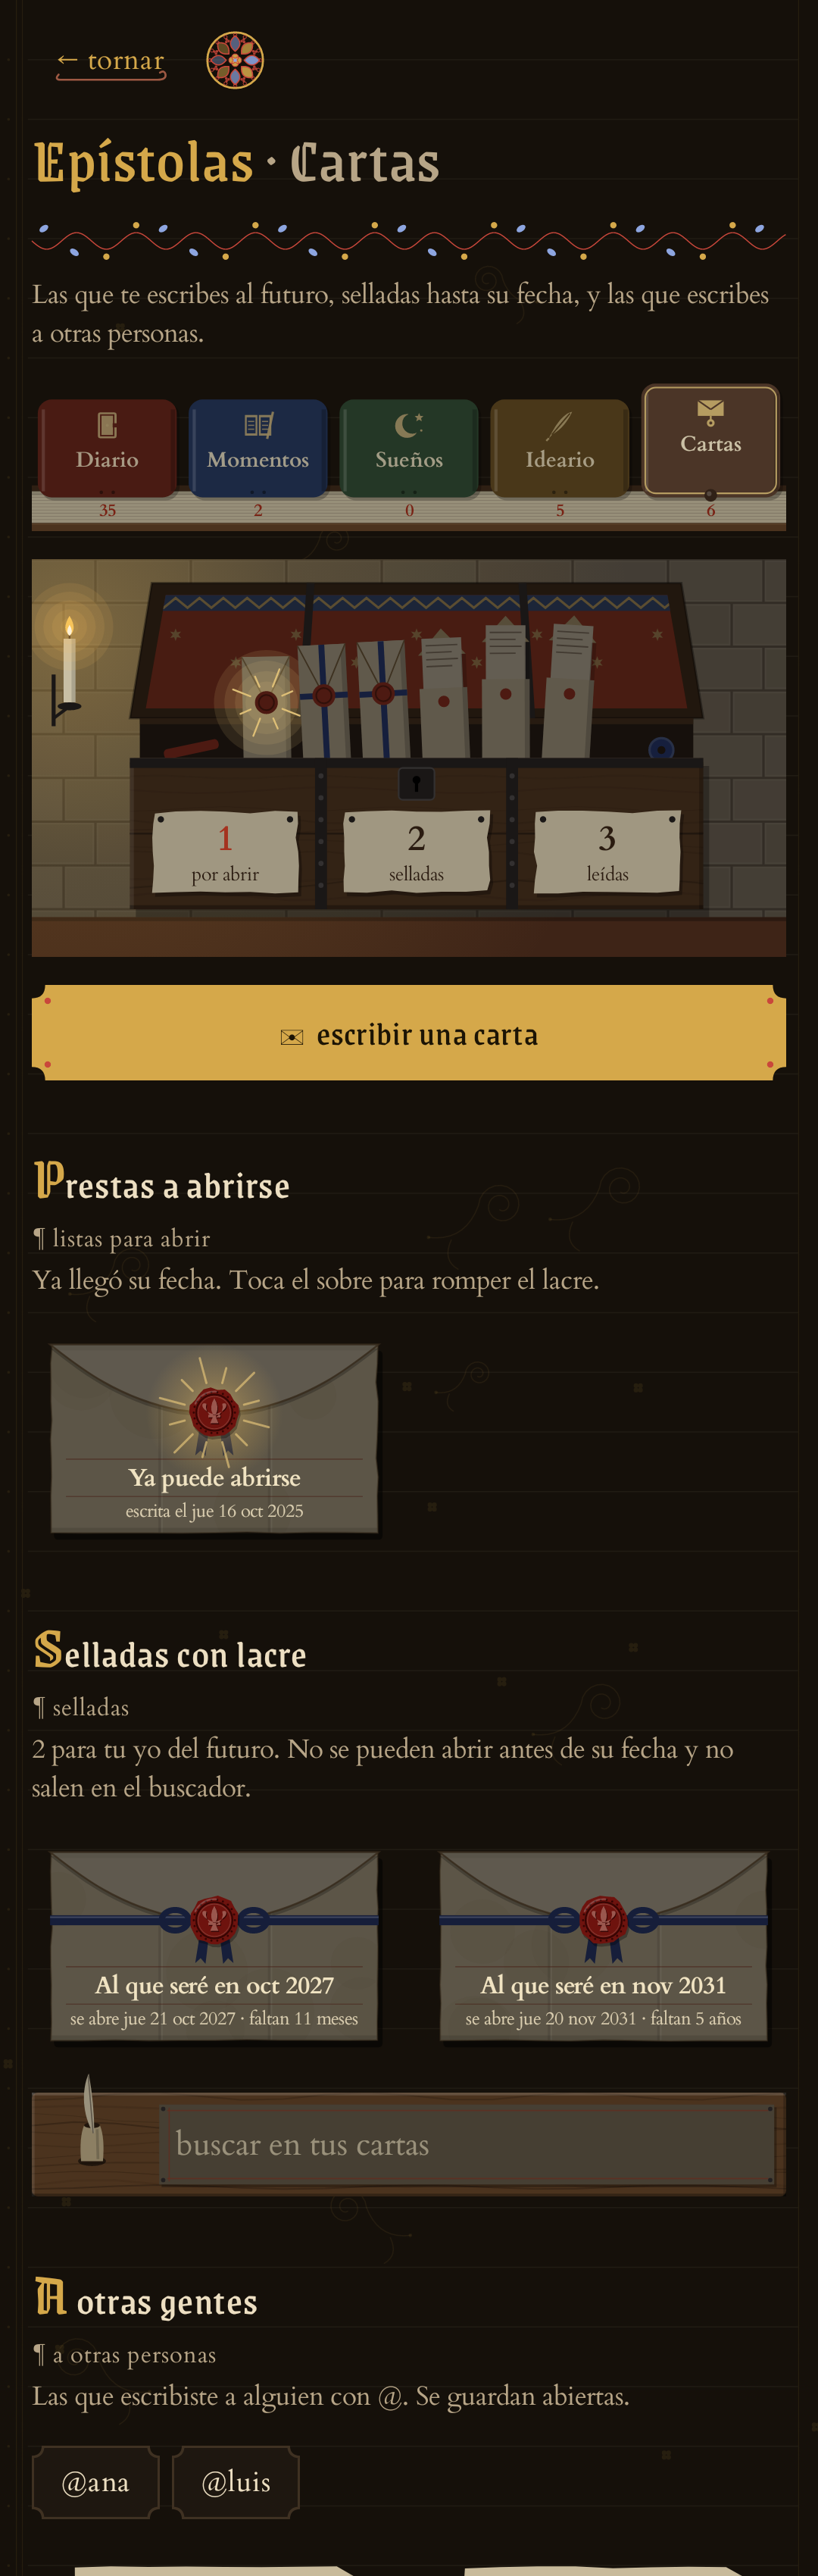 ← tornar
Epístolas · Cartas
Las que te escribes al futuro, selladas hasta su fecha, y las que escribes
a otras personas.
Diario
Momentos
Sueños
Ideario
Cartas
35
2
0
5
6
1
por abrir
2
selladas
3
leídas
✉ escribir una carta
Prestas a abrirse
¶ listas para abrir
Ya llegó su fecha. Toca el sobre para romper el lacre.
Ya puede abrirse
escrita el jue 16 oct 2025
Selladas con lacre
¶ selladas
2 para tu yo del futuro. No se pueden abrir antes de su fecha y no
salen en el buscador.
Al que seré en oct 2027
se abre jue 21 oct 2027 · faltan 11 meses
Al que seré en nov 2031
se abre jue 20 nov 2031 · faltan 5 años
buscar en tus cartas
A otras gentes
¶ a otras personas
Las que escribiste a alguien con @. Se guardan abiertas.
@ana
@luis